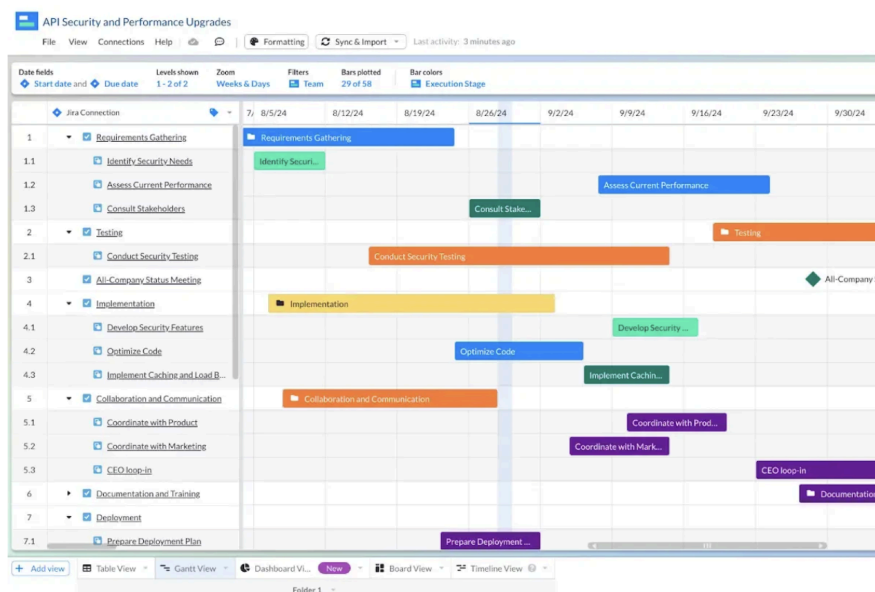 API Security and Performance Upgrades
File View Connections Help Formatting Sync & Import Last activity: 3 minutes ago
Date fields Levels shown Zoom Filters Bars plotted Bar colors
Start date and Due date 1 - 2 of 2 Weeks & Days Team 29 of 58 Execution Stage
Jira Connection 7/ 8/5/24 8/12/24 8/19/24 8/26/24 9/2/24 9/9/24 9/16/24 9/23/24 9/30/24
1 Requirements Gathering Requirements Gathering
1.1 Identify Security Needs Identify Securi...
1.2 Assess Current Performance Assess Current Performance
1.3 Consult Stakeholders Consult Stake...
2 Testing Testing
2.1 Conduct Security Testing Conduct Security Testing
3 All-Company Status Meeting All-Company
4 Implementation Implementation
4.1 Develop Security Features Develop Security ...
4.2 Optimize Code Optimize Code
4.3 Implement Caching and Load B... Implement Cachin...
5 Collaboration and Communication Collaboration and Communication
5.1 Coordinate with Product Coordinate with Prod...
5.2 Coordinate with Marketing Coordinate with Mark...
5.3 CEO loop-in CEO loop-in
6 Documentation and Training Documentation
7 Deployment
7.1 Prepare Deployment Plan Prepare Deployment ...
+ Add view Table View Gantt View Dashboard Vi... New Board View Timeline View
Folder 1